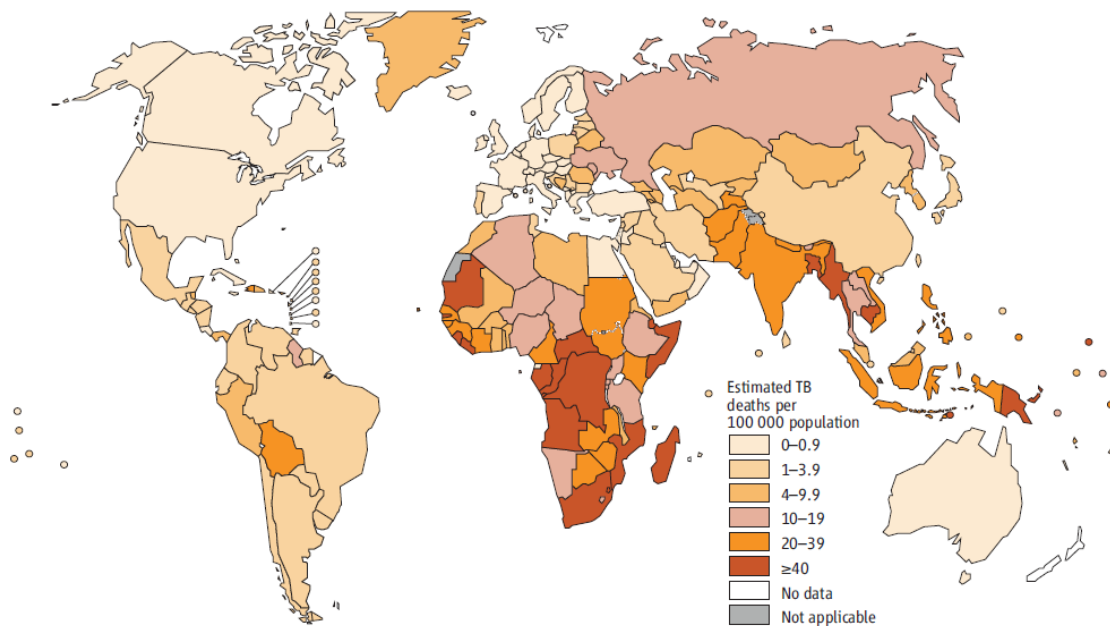 Estimated TB
deaths per
100 000 population
0–0.9
1–3.9
4–9.9
10–19
20–39
≥40
No data
Not applicable